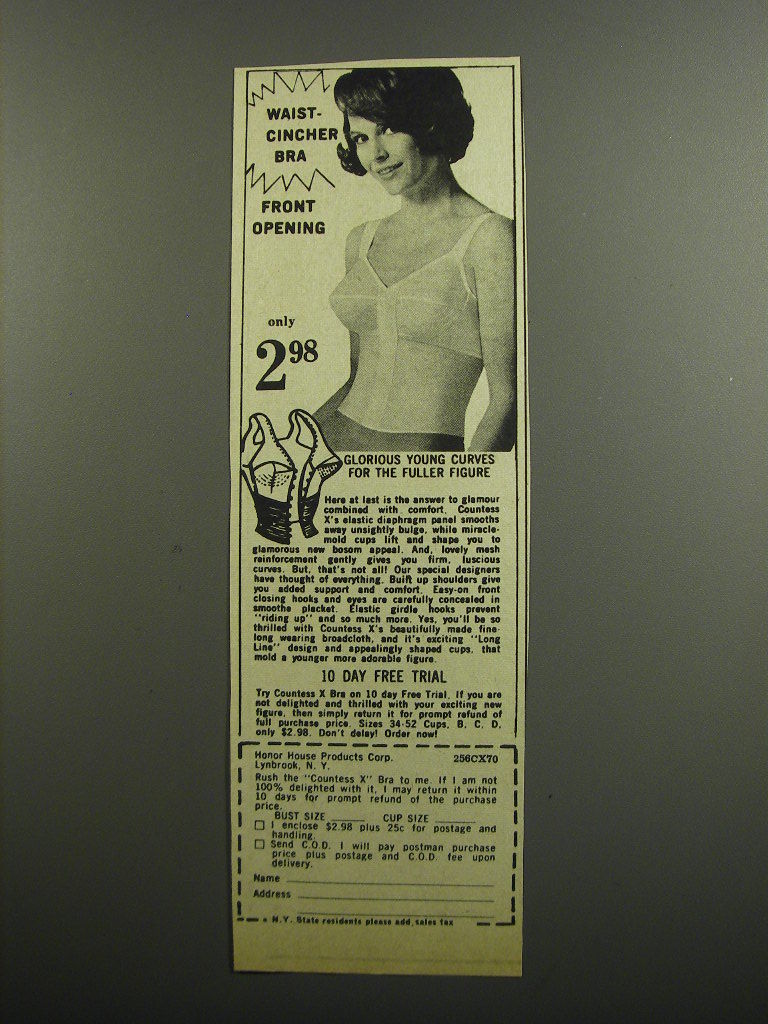 WAIST-
CINCHER
BRA
FRONT
OPENING
only
2 98
GLORIOUS YOUNG CURVES
FOR THE FULLER FIGURE
Here at last is the answer to glamour
combined with comfort. Countess
X's elastic diaphragm panel smooths
away unsightly bulge, while miracle-
mold cups lift and shape you to
glamorous new bosom appeal. And, lovely mesh
reinforcement gently gives you firm, luscious
curves. But, that's not all! Our special designers
have thought of everything. Built up shoulders give
you added support and comfort. Easy-on front
closing hooks and eyes are carefully concealed in
smoothe placket. Elastic girdle hooks prevent
"riding up" and so much more. Yes, you'll be so
thrilled with Countess X's beautifully made fine-
long wearing broadcloth, and it's exciting "Long
Line" design and appealingly shaped cups, that
mold a younger more adorable figure.
10 DAY FREE TRIAL
Try Countess X Bra on 10 day Free Trial. If you are
not delighted and thrilled with your exciting new
figure, then simply return it for prompt refund of
full purchase price. Sizes 34-52 Cups, B, C, D,
only $2.98. Don't delay! Order now!
Honor House Products Corp. 256CX70
Lynbrook, N. Y.
Rush the "Countess X" Bra to me. If I am not
100% delighted with it, I may return it within
10 days for prompt refund of the purchase
price.
BUST SIZE ______ CUP SIZE ______
☐ I enclose $2.98 plus 25c for postage and
handling.
☐ Send C.O.D. I will pay postman purchase
price plus postage and C.O.D. fee upon
delivery.
Name
Address
N.Y. State residents please add sales tax